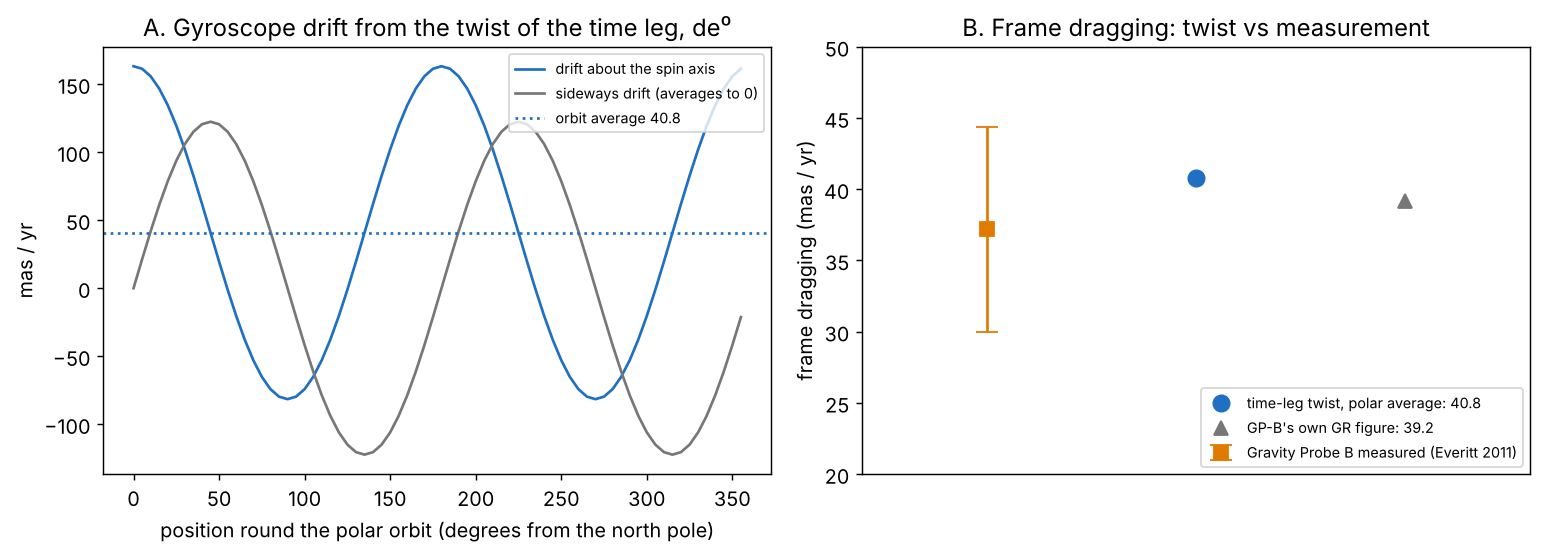 A. Gyroscope drift from the twist of the time leg, de⁰
150
100
50
0
−50
−100
mas / yr
drift about the spin axis
sideways drift (averages to 0)
orbit average 40.8
0 50 100 150 200 250 300 350
position round the polar orbit (degrees from the north pole)
B. Frame dragging: twist vs measurement
50
45
40
35
30
25
20
frame dragging (mas / yr)
time-leg twist, polar average: 40.8
GP-B's own GR figure: 39.2
Gravity Probe B measured (Everitt 2011)